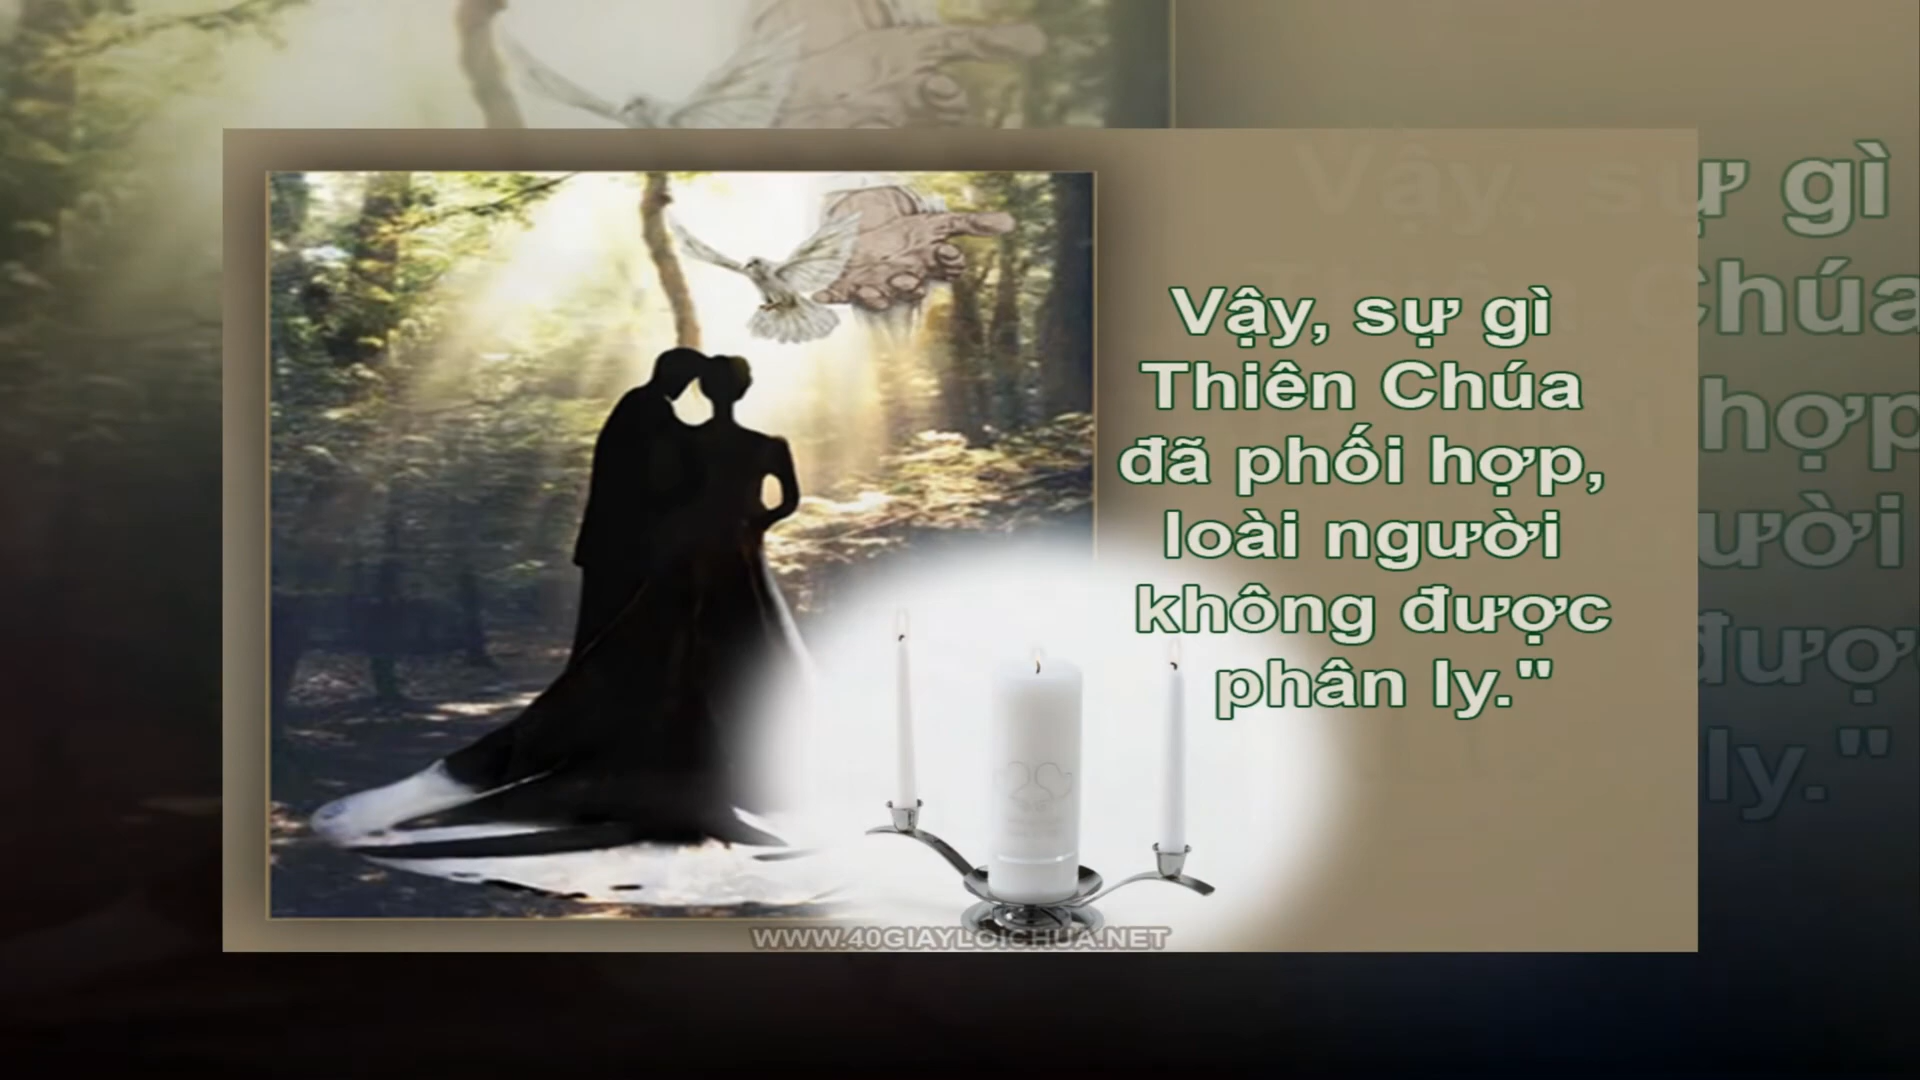 Vậy, sự gì
Thiên Chúa
đã phối hợp,
loài người
không được
phân ly."
WWW.40GIAYLOICHUA.NET